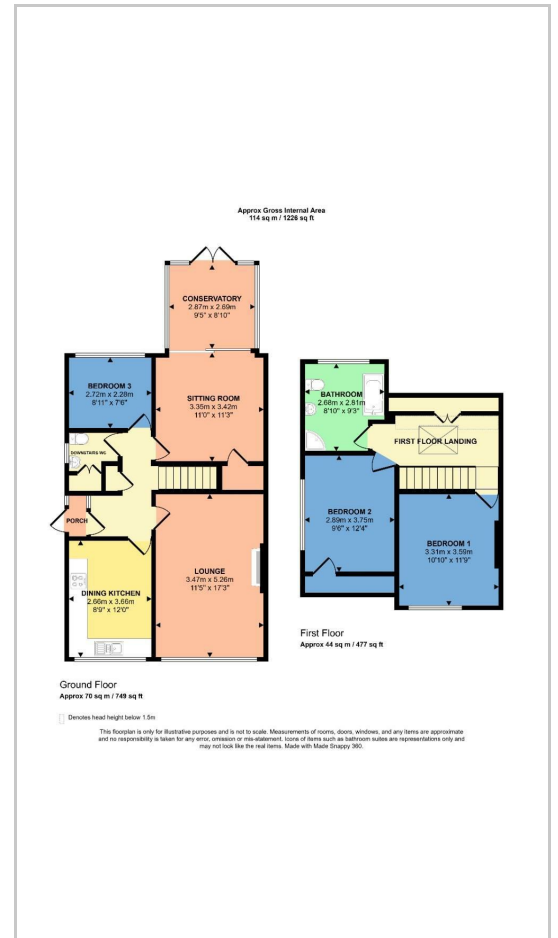 Approx Gross Internal Area
114 sq m / 1226 sq ft
CONSERVATORY
2.87m x 2.69m
9'5" x 8'10"
BEDROOM 3
2.72m x 2.28m
8'11" x 7'6"
SITTING ROOM
3.35m x 3.42m
11'0" x 11'3"
DOWNSTAIRS WC
PORCH
DINING KITCHEN
2.66m x 3.66m
8'9" x 12'0"
LOUNGE
3.47m x 5.26m
11'5" x 17'3"
Ground Floor
Approx 70 sq m / 749 sq ft
BATHROOM
2.68m x 2.81m
8'10" x 9'3"
FIRST FLOOR LANDING
BEDROOM 2
2.89m x 3.75m
9'6" x 12'4"
BEDROOM 1
3.31m x 3.59m
10'10" x 11'9"
First Floor
Approx 44 sq m / 477 sq ft
Denotes head height below 1.5m
This floorplan is only for illustrative purposes and is not to scale. Measurements of rooms, doors, windows, and any items are approximate
and no responsibility is taken for any error, omission or mis-statement. Icons of items such as bathroom suites are representations only and
may not look like the real items. Made with Made Snappy 360.